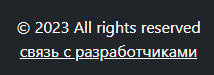 © 2023 All rights reserved
связь с разработчиками